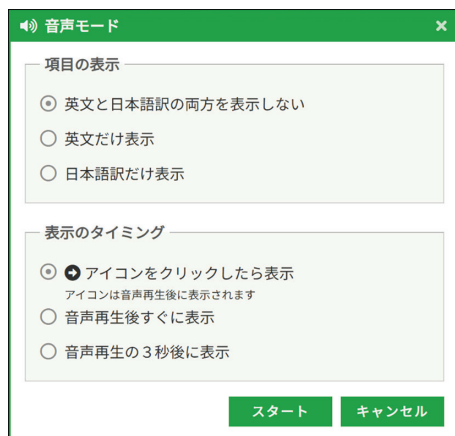 音声モード
項目の表示
英文と日本語訳の両方を表示しない
英文だけ表示
日本語訳だけ表示
表示のタイミング
アイコンをクリックしたら表示
アイコンは音声再生後に表示されます
音声再生後すぐに表示
音声再生の３秒後に表示
スタート キャンセル